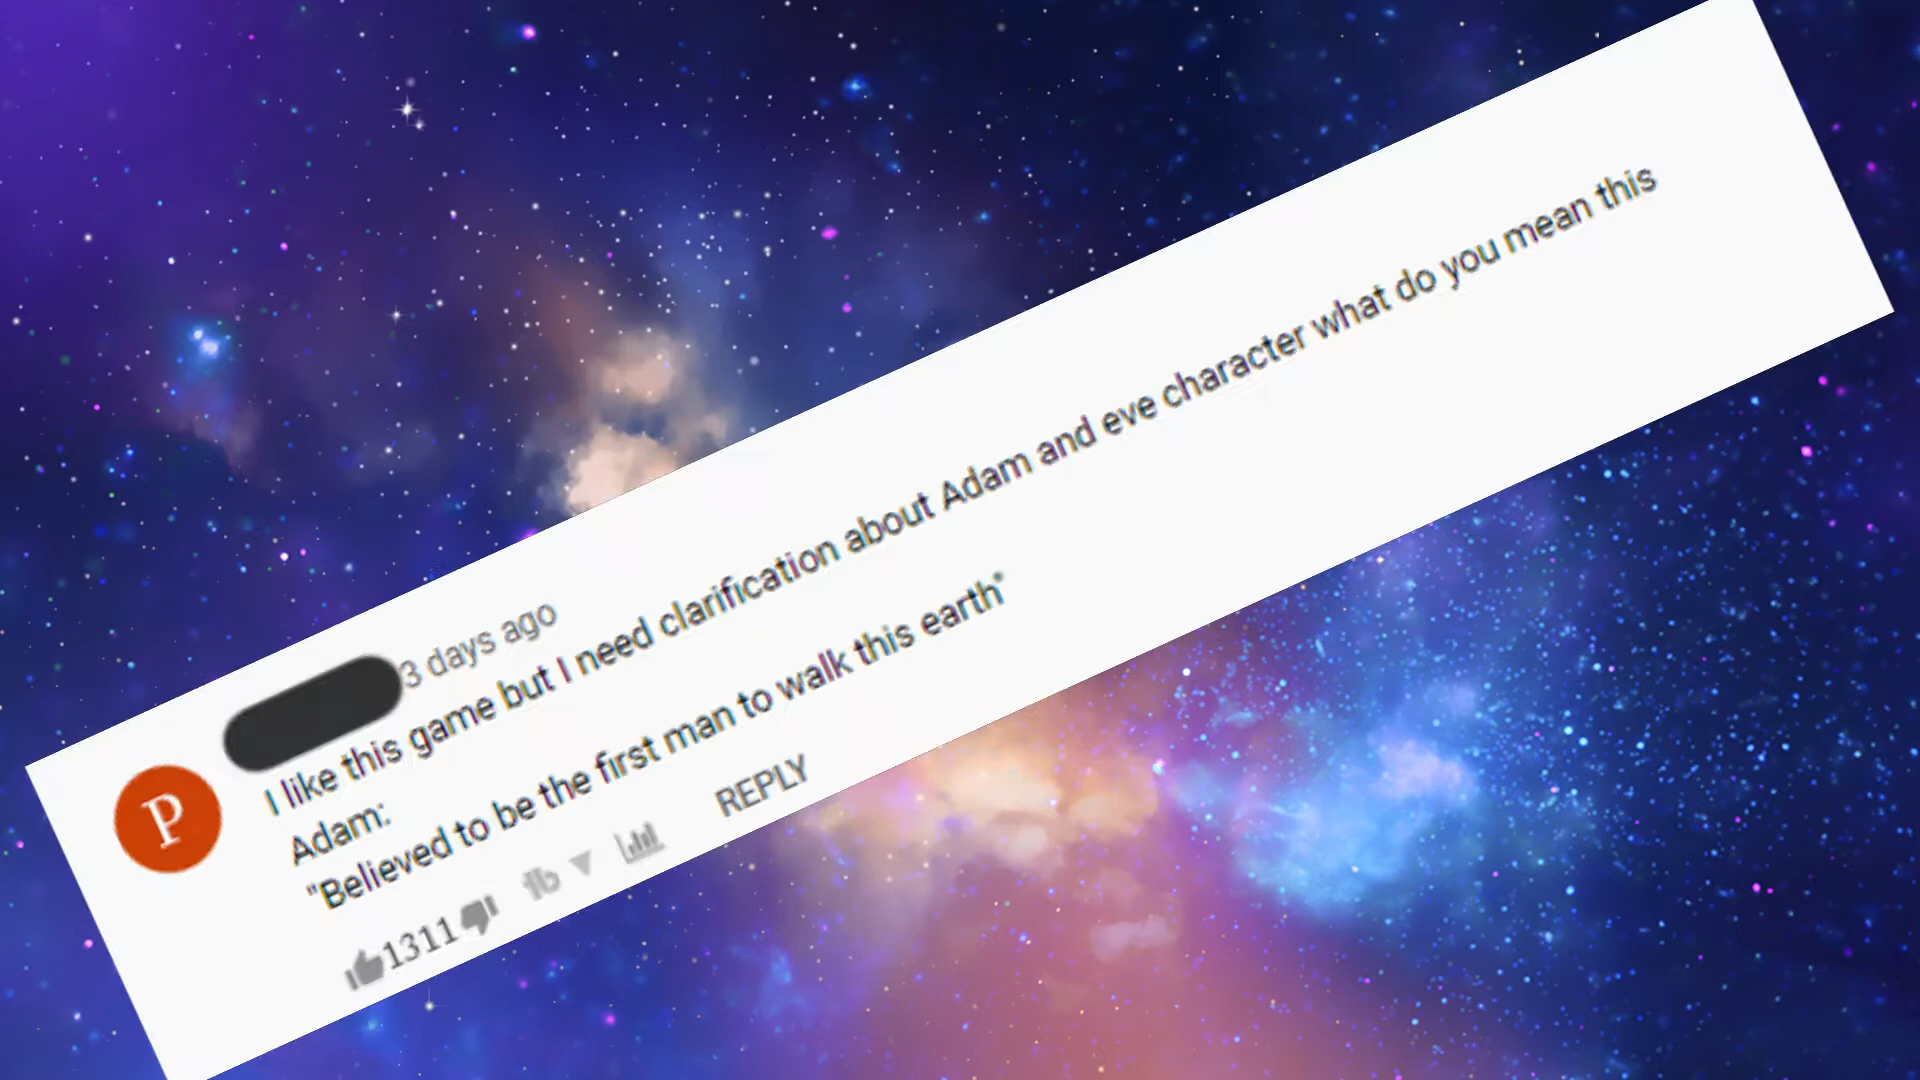 3 days ago
P
I like this game but I need clarification about Adam and eve character what do you mean this
Adam:
"Believed to be the first man to walk this earth"
1311
REPLY